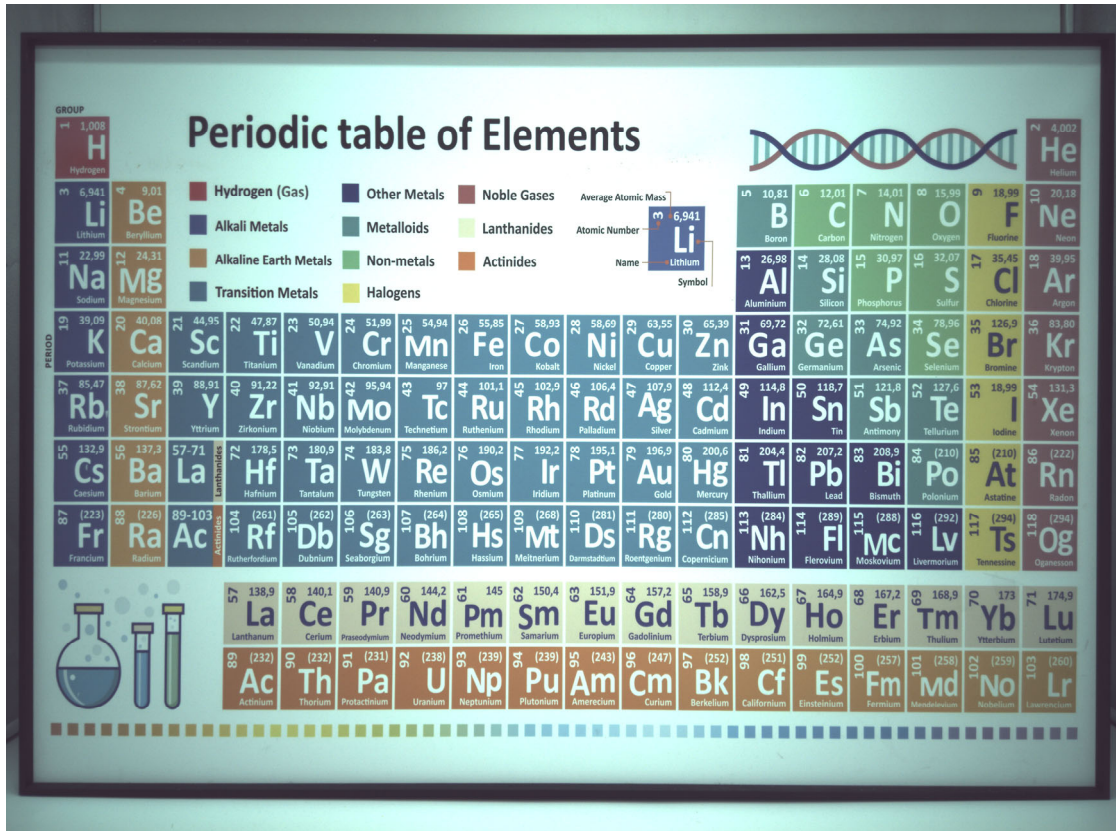 GROUP
Periodic table of Elements
1 1,008 2 4,002
H He
Hydrogen Helium
Hydrogen (Gas) Other Metals Noble Gases
Alkali Metals Metalloids Lanthanides
Alkaline Earth Metals Non-metals Actinides
Transition Metals Halogens
Average Atomic Mass
3 6,941
Atomic Number
Li
Name Lithium
Symbol
3 6,941 4 9,01 5 10,81 6 12,01 7 14,01 8 15,99 9 18,99 10 20,18
Li Be B C N O F Ne
Lithium Beryllium Boron Carbon Nitrogen Oxygen Fluorine Neon
11 22,99 12 24,31 13 26,98 14 28,08 15 30,97 16 32,07 17 35,45 18 39,95
Na Mg Al Si P S Cl Ar
Sodium Magnesium Aluminium Silicon Phosphorus Sulfur Chlorine Argon
PERIOD
19 39,09 20 40,08 21 44,95 22 47,87 23 50,94 24 51,99 25 54,94 26 55,85 27 58,93 28 58,69 29 63,55 30 65,39 31 69,72 32 72,61 33 74,92 34 78,96 35 126,9 36 83,80
K Ca Sc Ti V Cr Mn Fe Co Ni Cu Zn Ga Ge As Se Br Kr
Potassium Calcium Scandium Titanium Vanadium Chromium Manganese Iron Kobalt Nickel Copper Zink Gallium Germanium Arsenic Selenium Bromine Krypton
37 85,47 38 87,62 39 88,91 40 91,22 41 92,91 42 95,94 43 97 44 101,1 45 102,9 46 106,4 47 107,9 48 112,4 49 114,8 50 118,7 51 121,8 52 127,6 53 18,99 54 131,3
Rb Sr Y Zr Nb Mo Tc Ru Rh Rd Ag Cd In Sn Sb Te I Xe
Rubidium Strontium Yttrium Zirkonium Niobium Molybdenum Technetium Ruthenium Rhodium Palladium Silver Cadmium Indium Tin Antimony Tellurium Iodine Xenon
55 132,9 56 137,3 57-71 72 178,5 73 180,9 74 183,8 75 186,2 76 190,2 77 192,2 78 195,1 79 196,9 80 200,6 81 204,4 82 207,2 83 208,9 84 (210) 85 (210) 86 (222)
Cs Ba La Lanthanides Hf Ta W Re Os Ir Pt Au Hg Tl Pb Bi Po At Rn
Caesium Barium Hafnium Tantalum Tungsten Rhenium Osmium Iridium Platinum Gold Mercury Thallium Lead Bismuth Polonium Astatine Radon
87 (223) 88 (226) 89-103 104 (261) 105 (262) 106 (263) 107 (264) 108 (265) 109 (268) 110 (281) 111 (280) 112 (285) 113 (284) 114 (289) 115 (288) 116 (292) 117 (294) 118 (294)
Fr Ra Ac Actinides Rf Db Sg Bh Hs Mt Ds Rg Cn Nh Fl Mc Lv Ts Og
Francium Radium Rutherfordium Dubnium Seaborgium Bohrium Hassium Meitnerium Darmstadtium Roentgenium Copernicium Nihonium Flerovium Moskovium Livermorium Tennessine Oganesson
57 138,9 58 140,1 59 140,9 60 144,2 61 145 62 150,4 63 151,9 64 157,2 65 158,9 66 162,5 67 164,9 68 167,2 69 168,9 70 173 71 174,9
La Ce Pr Nd Pm Sm Eu Gd Tb Dy Ho Er Tm Yb Lu
Lanthanum Cerium Praseodymium Neodymium Promethium Samarium Europium Gadolinium Terbium Dysprosium Holmium Erbium Thulium Ytterbium Lutetium
89 (232) 90 (232) 91 (231) 92 (238) 93 (239) 94 (239) 95 (243) 96 (247) 97 (252) 98 (251) 99 (252) 100 (257) 101 (258) 102 (259) 103 (260)
Ac Th Pa U Np Pu Am Cm Bk Cf Es Fm Md No Lr
Actinium Thorium Protactinium Uranium Neptunium Plutonium Amerecium Curium Berkelium Californium Einsteinium Fermium Mendelevium Nobelium Lawrencium